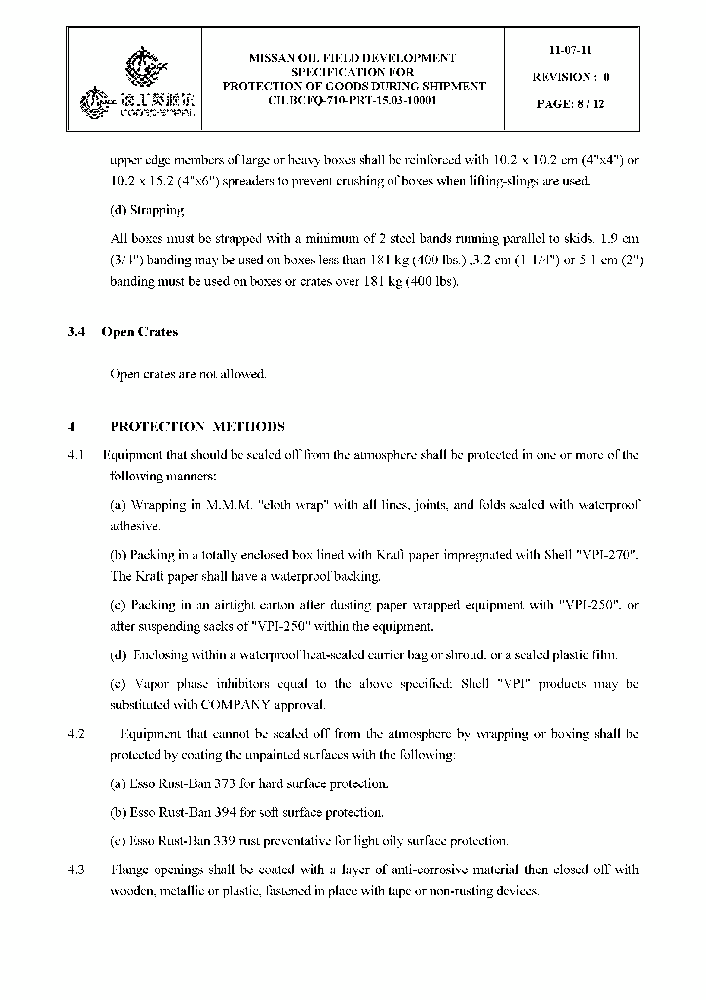 MISSAN OIL FIELD DEVELOPMENT
SPECIFICATION FOR
PROTECTION OF GOODS DURING SHIPMENT
CILBCFQ-710-PRT-15.03-10001
11-07-11
REVISION : 0
PAGE: 8 / 12
海工英派尔
COOEC-ENPAL
upper edge members of large or heavy boxes shall be reinforced with 10.2 x 10.2 cm (4"x4") or
10.2 x 15.2 (4"x6") spreaders to prevent crushing of boxes when lifting-slings are used.
(d) Strapping
All boxes must be strapped with a minimum of 2 steel bands running parallel to skids. 1.9 cm
(3/4") banding may be used on boxes less than 181 kg (400 lbs.) ,3.2 cm (1-1/4") or 5.1 cm (2")
banding must be used on boxes or crates over 181 kg (400 lbs).
3.4 Open Crates
Open crates are not allowed.
4 PROTECTION METHODS
4.1 Equipment that should be sealed off from the atmosphere shall be protected in one or more of the
following manners:
(a) Wrapping in M.M.M. "cloth wrap" with all lines, joints, and folds sealed with waterproof
adhesive.
(b) Packing in a totally enclosed box lined with Kraft paper impregnated with Shell "VPI-270".
The Kraft paper shall have a waterproof backing.
(c) Packing in an airtight carton after dusting paper wrapped equipment with "VPI-250", or
after suspending sacks of "VPI-250" within the equipment.
(d) Enclosing within a waterproof heat-sealed carrier bag or shroud, or a sealed plastic film.
(e) Vapor phase inhibitors equal to the above specified; Shell "VPI" products may be
substituted with COMPANY approval.
4.2 Equipment that cannot be sealed off from the atmosphere by wrapping or boxing shall be
protected by coating the unpainted surfaces with the following:
(a) Esso Rust-Ban 373 for hard surface protection.
(b) Esso Rust-Ban 394 for soft surface protection.
(c) Esso Rust-Ban 339 rust preventative for light oily surface protection.
4.3 Flange openings shall be coated with a layer of anti-corrosive material then closed off with
wooden, metallic or plastic, fastened in place with tape or non-rusting devices.